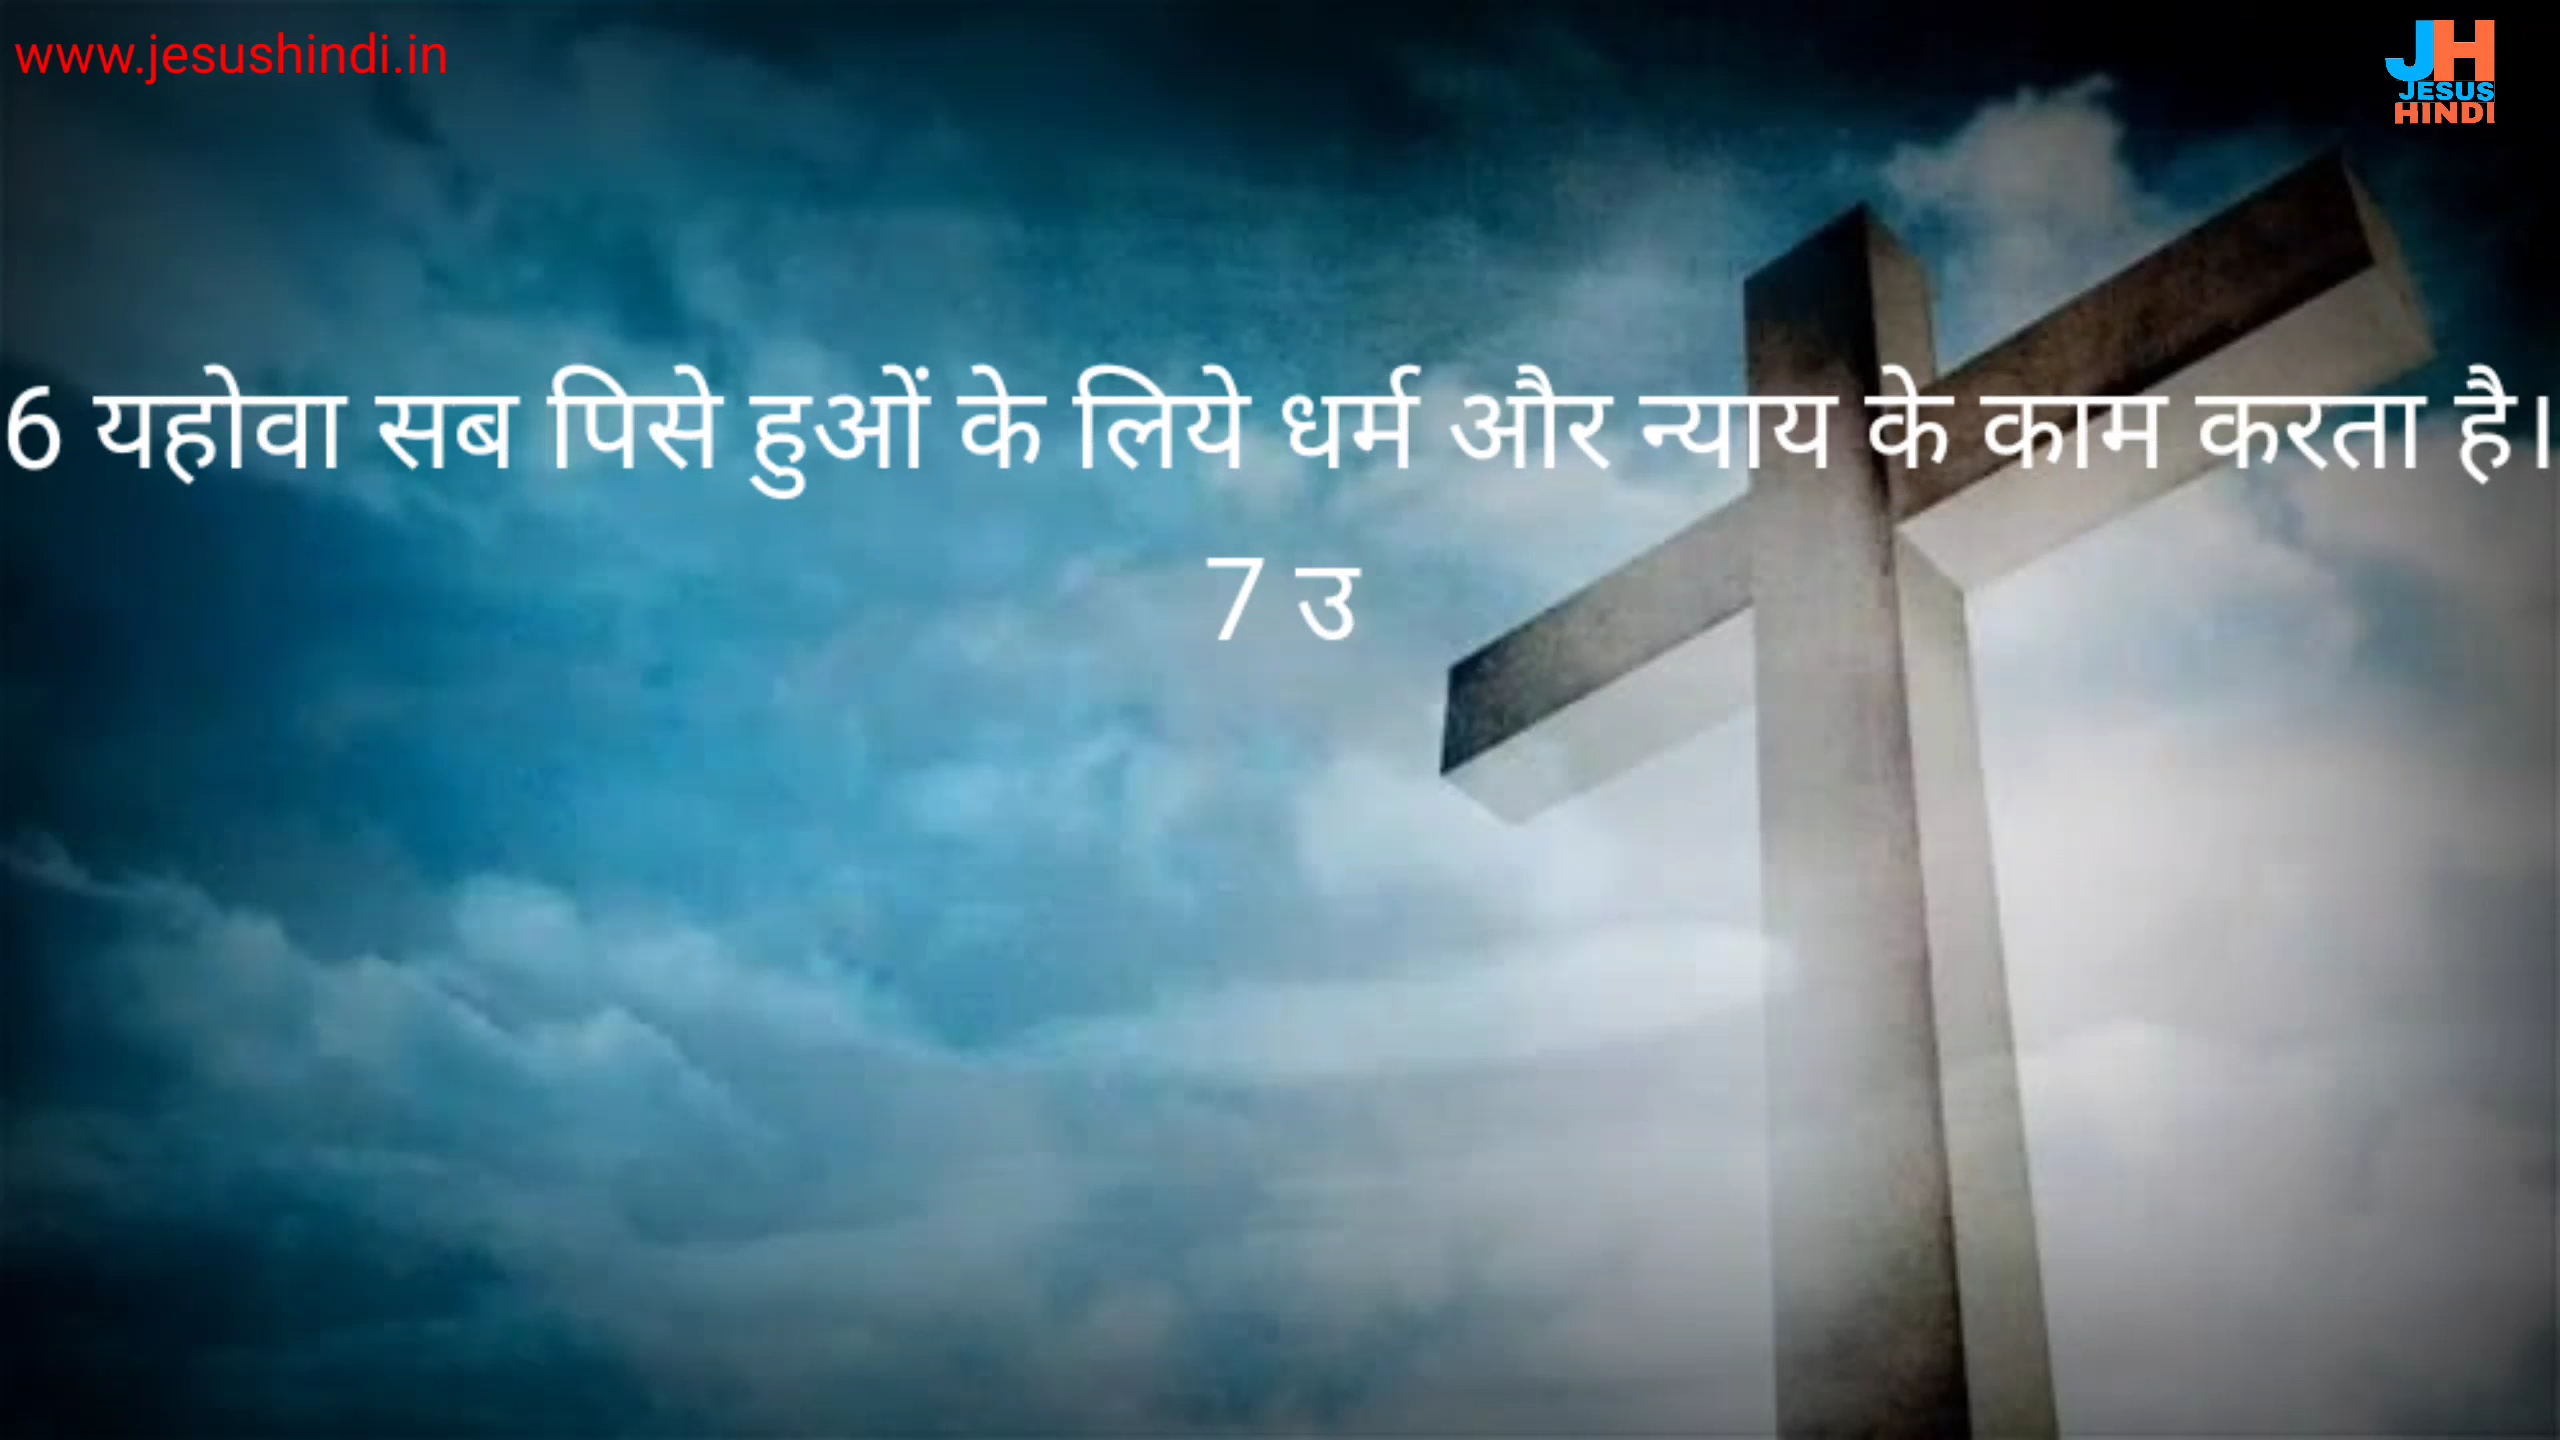 www.jesushindi.in
JH
JESUS
HINDI
6 यहोवा सब पिसे हुओं के लिये धर्म और न्याय के काम करता है।
7 उ